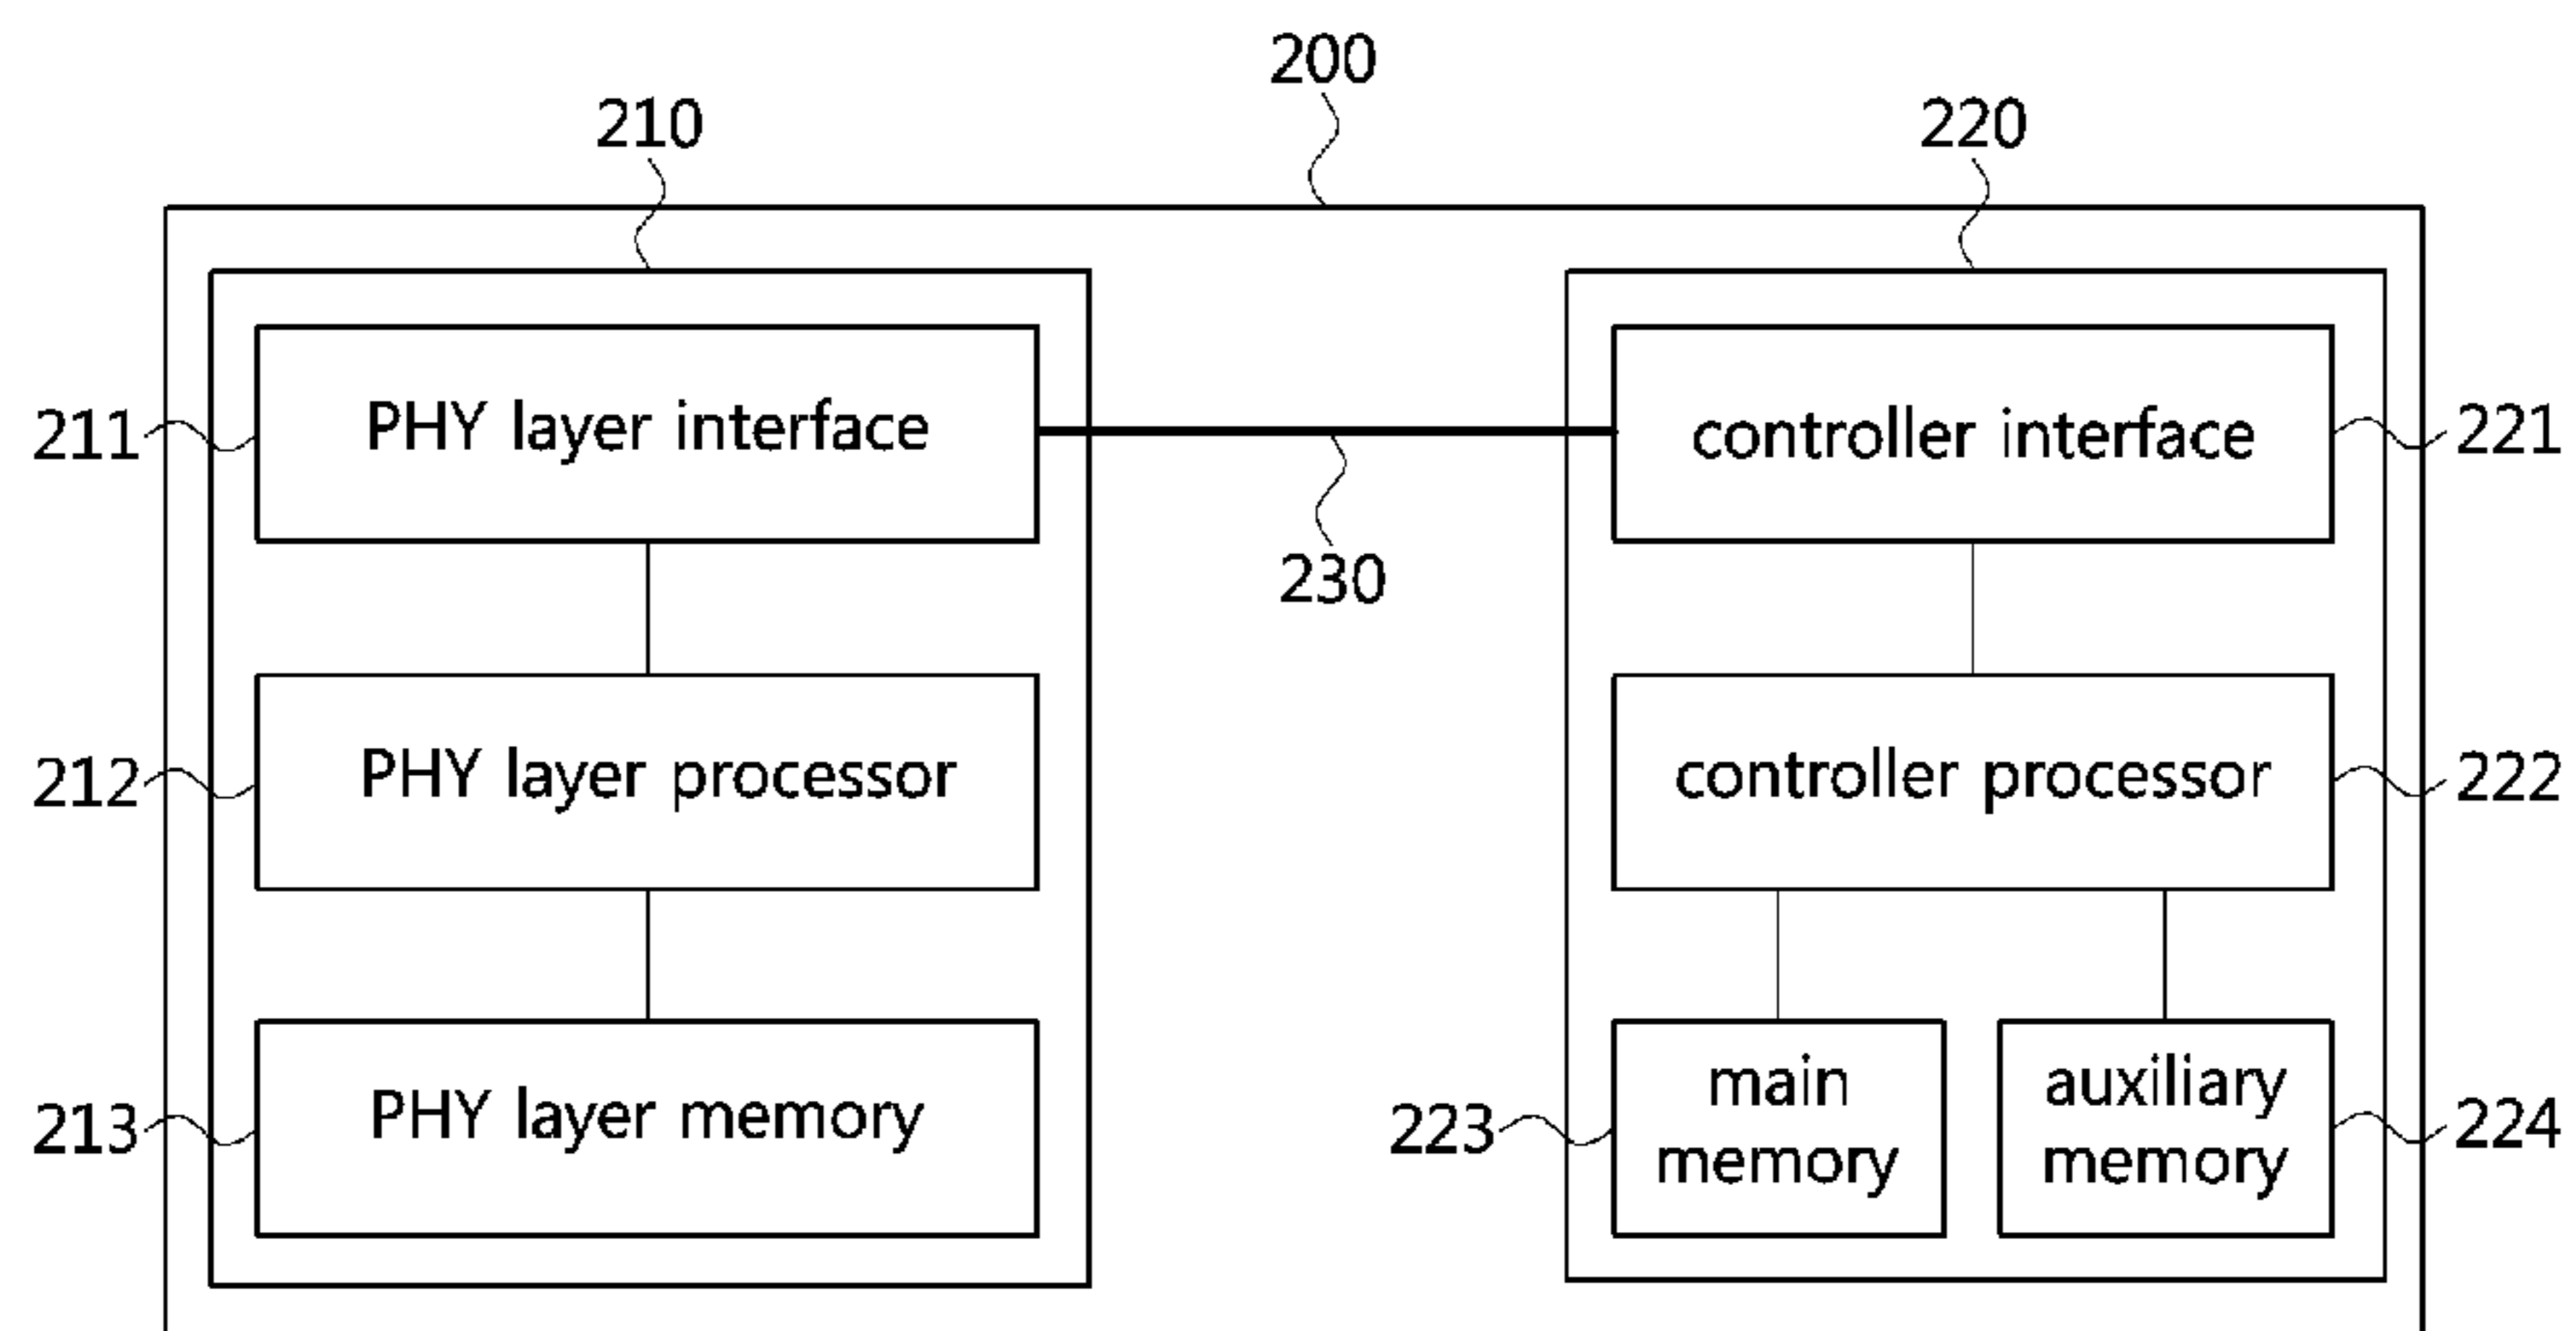 200
210
220
211
PHY layer interface
controller interface
221
230
212
PHY layer processor
controller processor
222
213
PHY layer memory
223
main
memory
auxiliary
memory
224